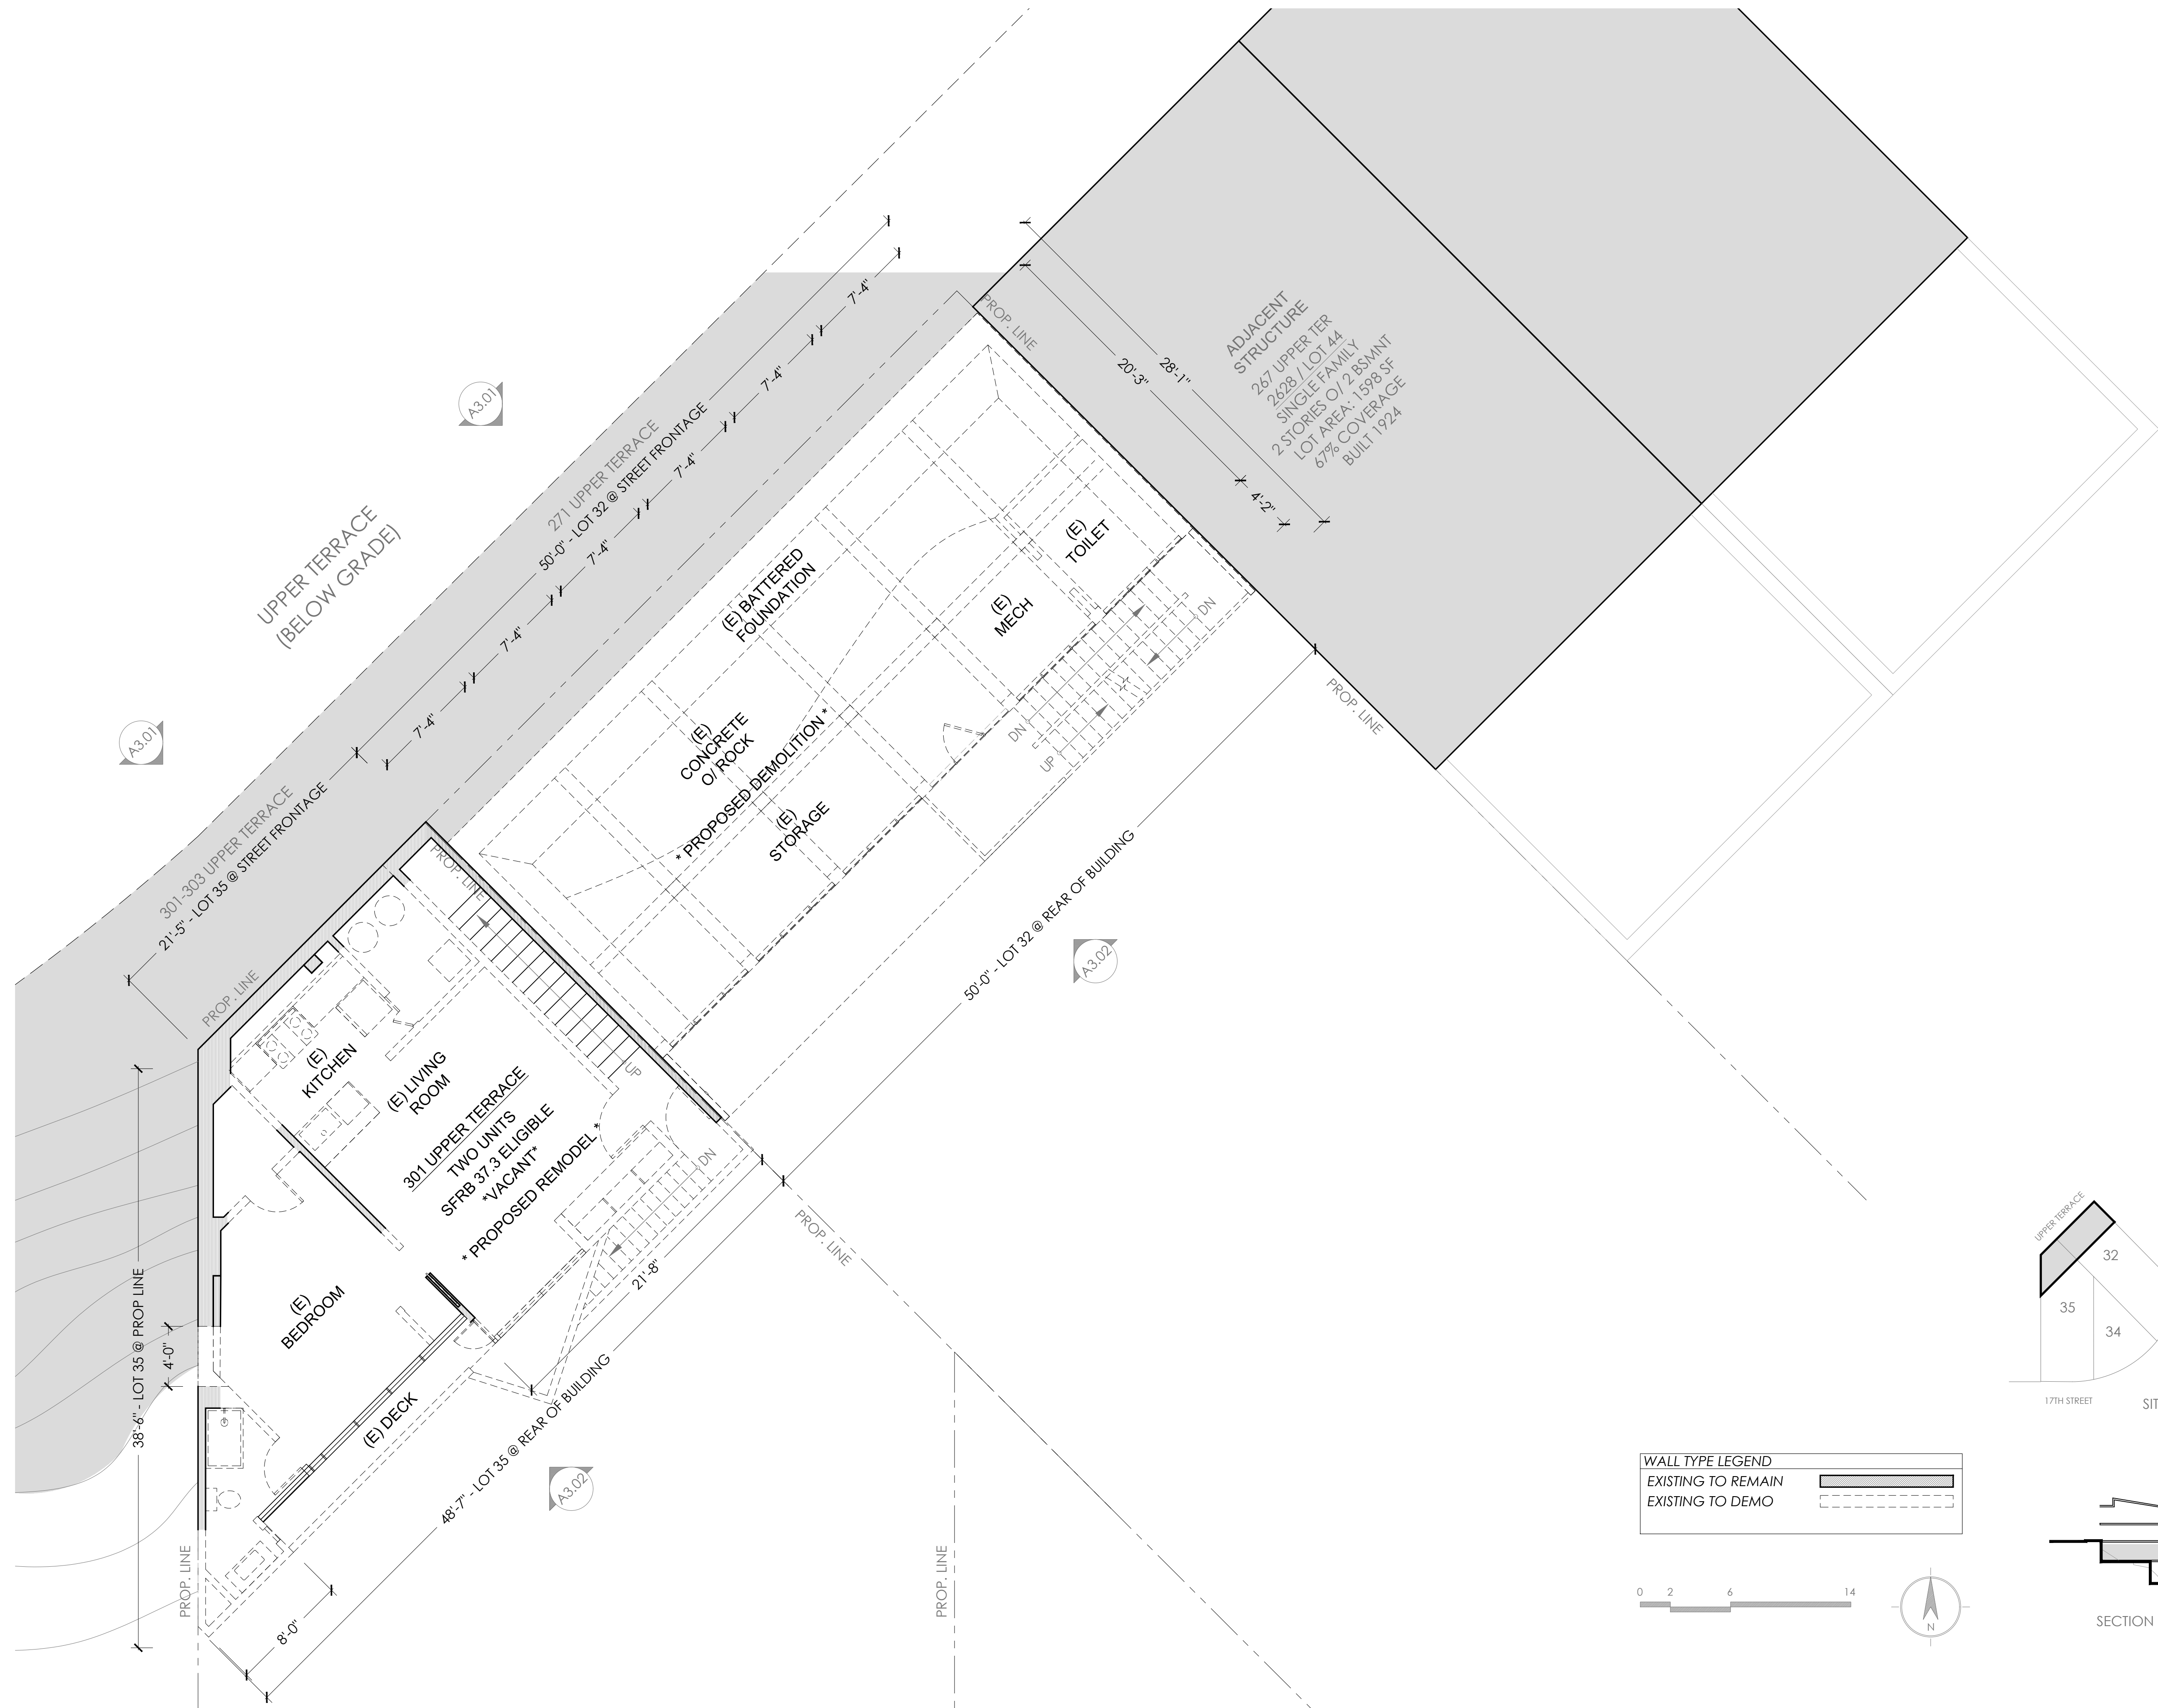 UPPER TERRACE
(BELOW GRADE)
A3.01
A3.01
271 UPPER TERRACE
50'-0" - LOT 32 @ STREET FRONTAGE
7'-4"
7'-4"
7'-4"
7'-4"
7'-4"
7'-4"
301-303 UPPER TERRACE
21'-5" - LOT 35 @ STREET FRONTAGE
PROP. LINE
PROP. LINE
PROP. LINE
20'-3"
28'-1"
4'-2"
ADJACENT
STRUCTURE
267 UPPER TER
2628 / LOT 44
SINGLE FAMILY
2 STORIES O/ 2 BSMNT
LOT AREA: 1598 SF
67% COVERAGE
BUILT 1924
(E)
TOILET
(E)
MECH
(E) BATTERED
FOUNDATION
(E)
CONCRETE
O/ ROCK
* PROPOSED DEMOLITION *
(E)
STORAGE
DN
DN
UP
PROP. LINE
50'-0" - LOT 32 @ REAR OF BUILDING
A3.02
(E)
KITCHEN
(E) LIVING
ROOM
UP
301 UPPER TERRACE
TWO UNITS
SFRB 37.3 ELIGIBLE
*VACANT*
* PROPOSED REMODEL *
DN
21'-8"
PROP. LINE
(E)
BEDROOM
(E) DECK
38'-6" - LOT 35 @ PROP LINE
4'-0"
48'-7" - LOT 35 @ REAR OF BUILDING
A3.02
8'-0"
PROP. LINE
PROP. LINE
UPPER TERRACE
32
35
34
17TH STREET
SIT
WALL TYPE LEGEND
EXISTING TO REMAIN
EXISTING TO DEMO
0 2 6 14
N
SECTION